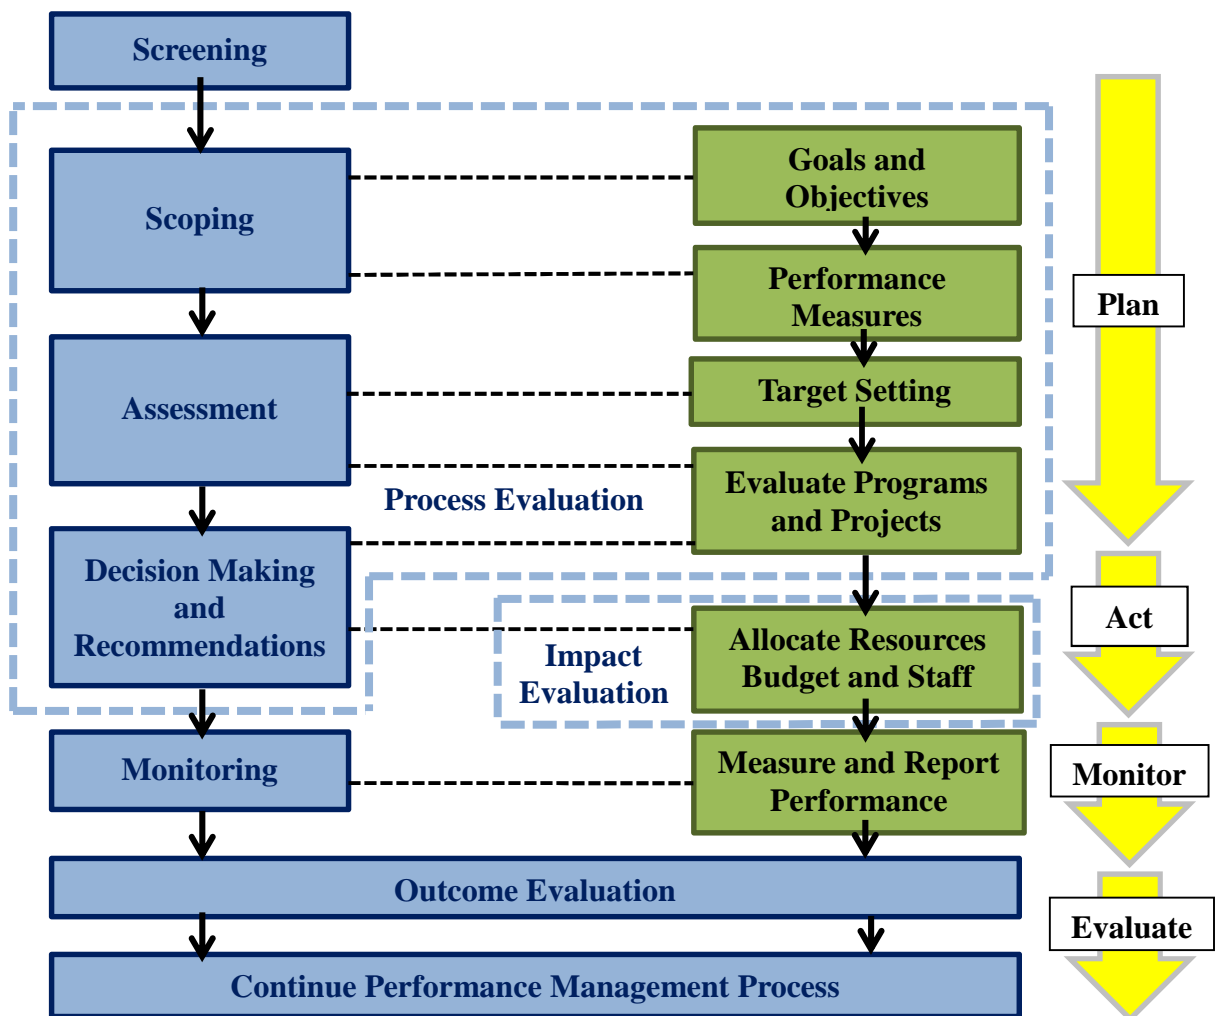 Screening
Goals and
Objectives
Scoping
Performance
Measures
Plan
Target Setting
Assessment
Evaluate Programs
and Projects
Process Evaluation
Decision Making
and
Recommendations
Act
Allocate Resources
Budget and Staff
Impact
Evaluation
Monitoring
Measure and Report
Performance
Monitor
Outcome Evaluation
Evaluate
Continue Performance Management Process